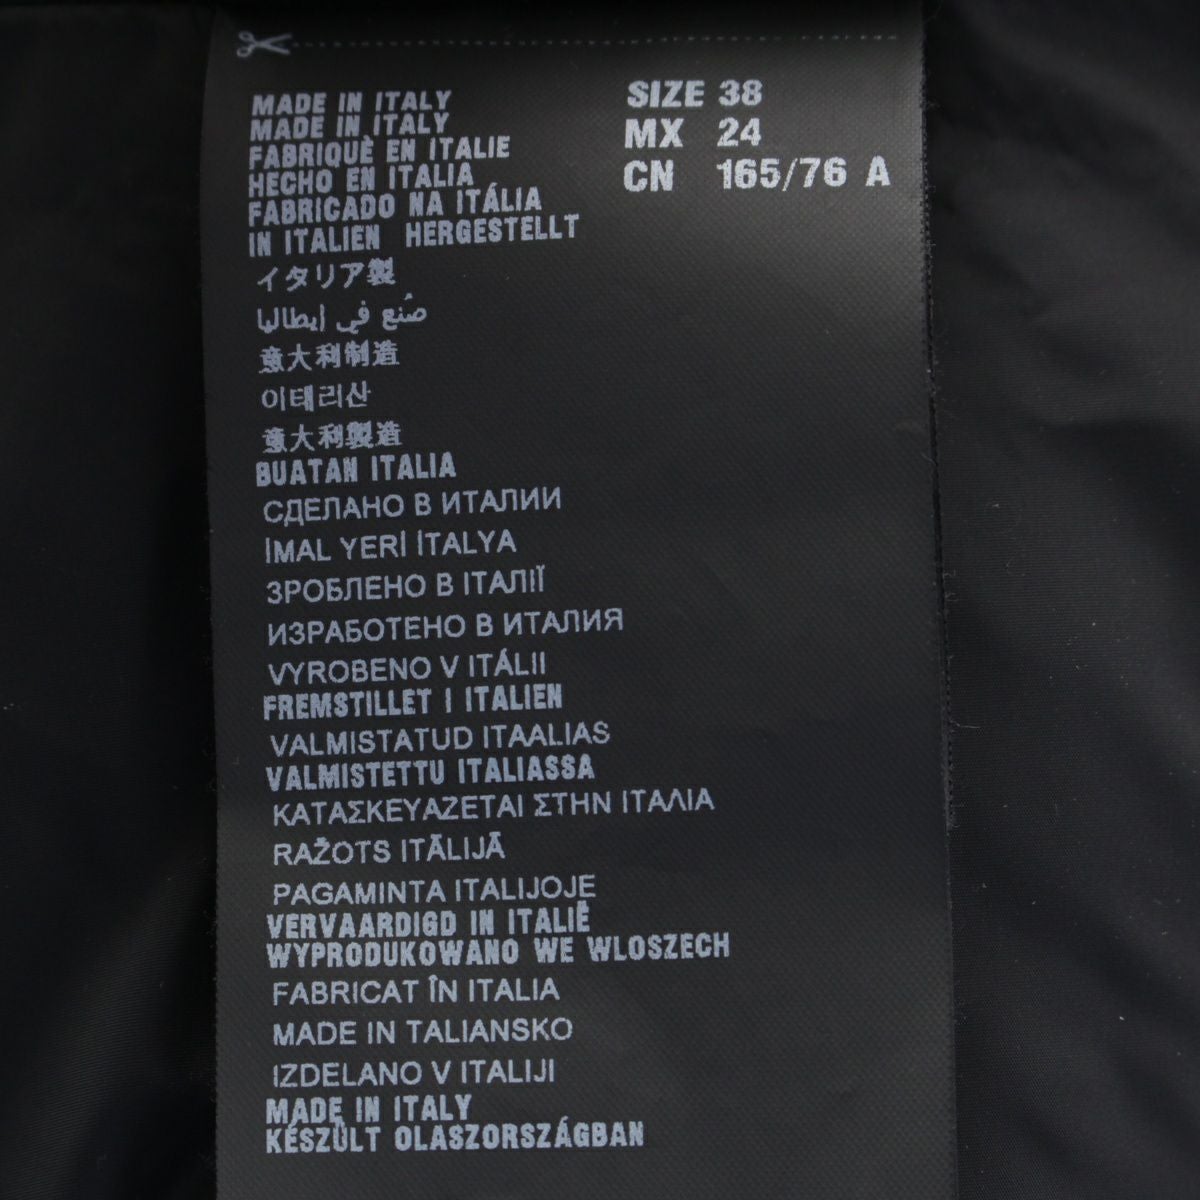 MADE IN ITALY
MADE IN ITALY
FABRIQUÈ EN ITALIE
HECHO EN ITALIA
FABRICADO NA ITÁLIA
IN ITALIEN HERGESTELLT
イタリア製
صُنع في إيطاليا
意大利制造
이테리산
意大利製造
BUATAN ITALIA
СДЕЛАНО В ИТАЛИИ
İMAL YERİ İTALYA
ЗРОБЛЕНО В ІТАЛІЇ
ИЗРАБОТЕНО В ИТАЛИЯ
VYROBENO V ITÁLII
FREMSTILLET I ITALIEN
VALMISTATUD ITAALIAS
VALMISTETTU ITALIASSA
ΚΑΤΑΣΚΕΥΑΖΕΤΑΙ ΣΤΗΝ ΙΤΑΛΙΑ
RAŽOTS ITĀLIJĀ
PAGAMINTA ITALIJOJE
VERVAARDIGD IN ITALIË
WYPRODUKOWANO WE WLOSZECH
FABRICAT ÎN ITALIA
MADE IN TALIANSKO
IZDELANO V ITALIJI
MADE IN ITALY
KÉSZÜLT OLASZORSZÁGBAN
SIZE 38
MX 24
CN 165/76 A